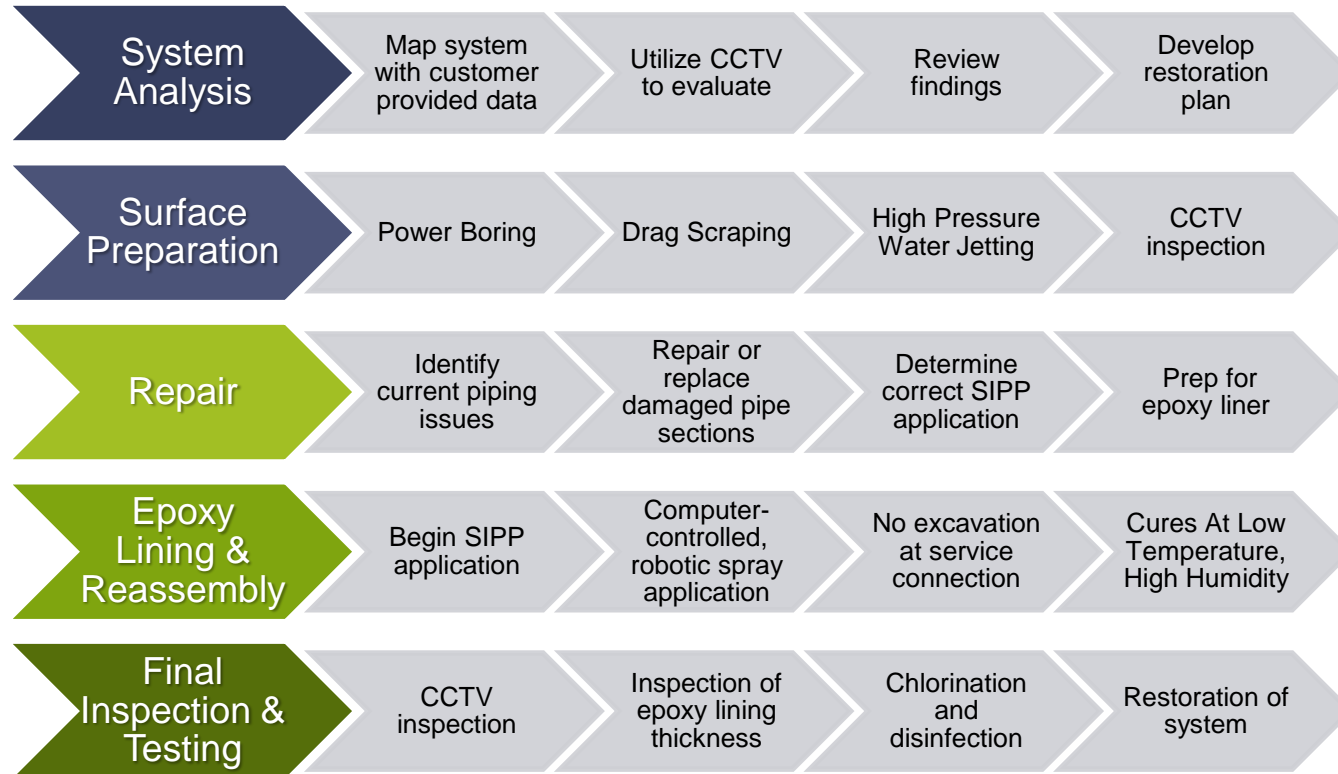 System
Analysis
Map system
with customer
provided data
Utilize CCTV
to evaluate
Review
findings
Develop
restoration
plan
Surface
Preparation
Power Boring
Drag Scraping
High Pressure
Water Jetting
CCTV
inspection
Repair
Identify
current piping
issues
Repair or
replace
damaged pipe
sections
Determine
correct SIPP
application
Prep for
epoxy liner
Epoxy
Lining &
Reassembly
Begin SIPP
application
Computer-
controlled,
robotic spray
application
No excavation
at service
connection
Cures At Low
Temperature,
High Humidity
Final
Inspection &
Testing
CCTV
inspection
Inspection of
epoxy lining
thickness
Chlorination
and
disinfection
Restoration of
system